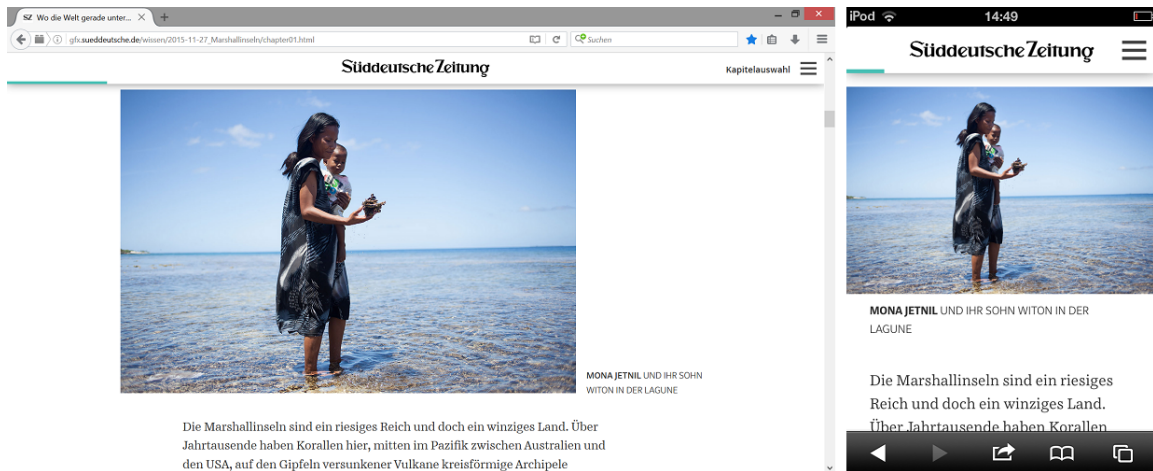 SZ Wo die Welt gerade unter...
gfx.sueddeutsche.de/wissen/2015-11-27_Marshallinseln/chapter01.html
Suchen
Süddeutsche Zeitung
Kapitelauswahl
MONA JETNIL UND IHR SOHN
WITON IN DER LAGUNE
Die Marshallinseln sind ein riesiges Reich und doch ein winziges Land. Über
Jahrtausende haben Korallen hier, mitten im Pazifik zwischen Australien und
den USA, auf den Gipfeln versunkener Vulkane kreisförmige Archipele
iPod
14:49
Süddeutsche Zeitung
MONA JETNIL UND IHR SOHN WITON IN DER
LAGUNE
Die Marshallinseln sind ein riesiges
Reich und doch ein winziges Land.
Über Jahrtausende haben Korallen